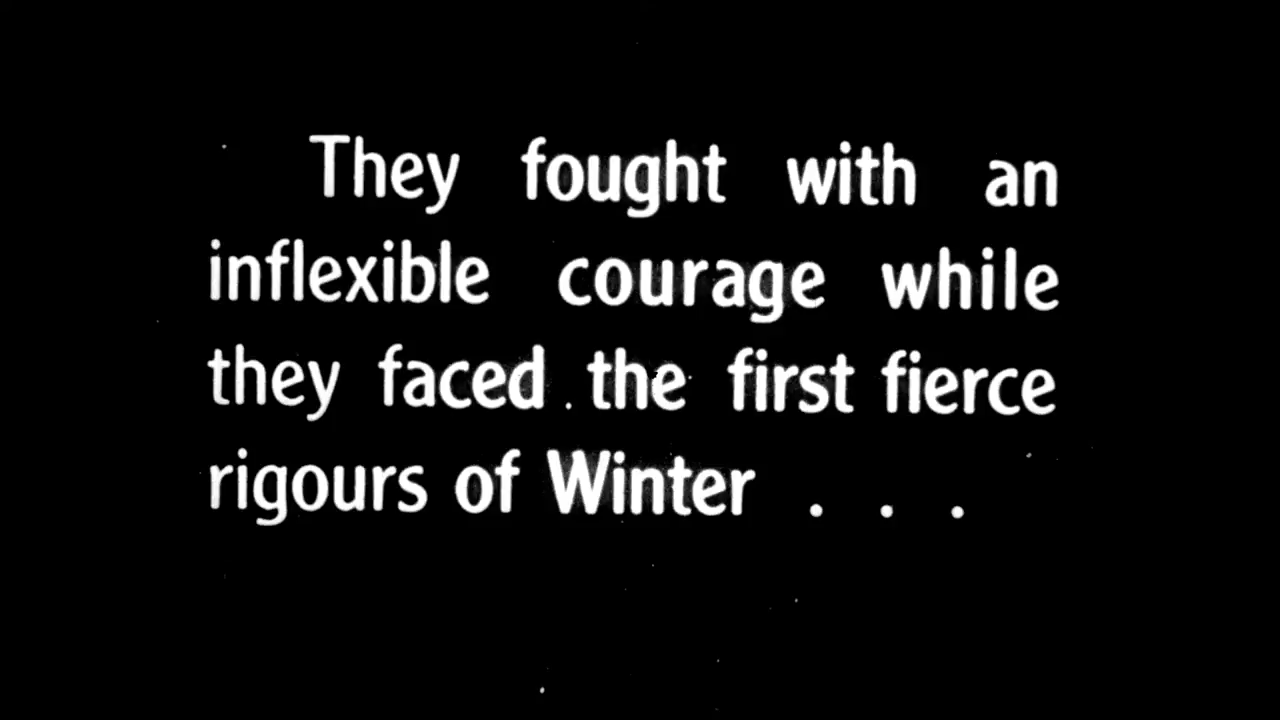 They fought with an
inflexible courage while
they faced the first fierce
rigours of Winter . . .